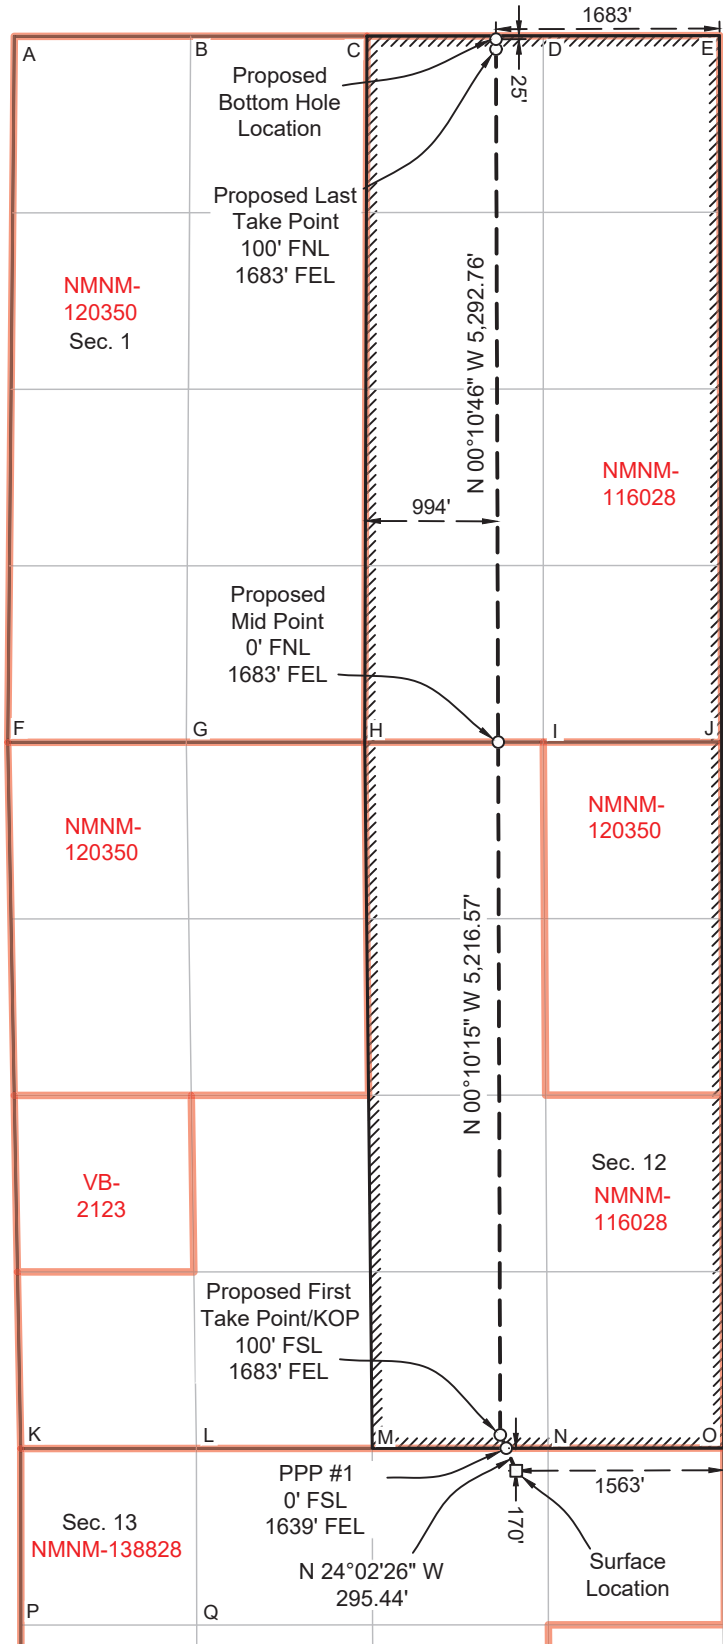 1683'
A
B
C
D
E
25'
Proposed
Bottom Hole
Location
Proposed Last
Take Point
100' FNL
1683' FEL
NMNM-
120350
Sec. 1
N 00°10'46" W 5,292.76'
NMNM-
116028
994'
Proposed
Mid Point
0' FNL
1683' FEL
F
G
H
I
J
NMNM-
120350
NMNM-
120350
N 00°10'15" W 5,216.57'
VB-
2123
Sec. 12
NMNM-
116028
Proposed First
Take Point/KOP
100' FSL
1683' FEL
K
L
M
N
O
PPP #1
0' FSL
1639' FEL
1563'
170'
Sec. 13
NMNM-138828
N 24°02'26" W
295.44'
Surface
Location
P
Q